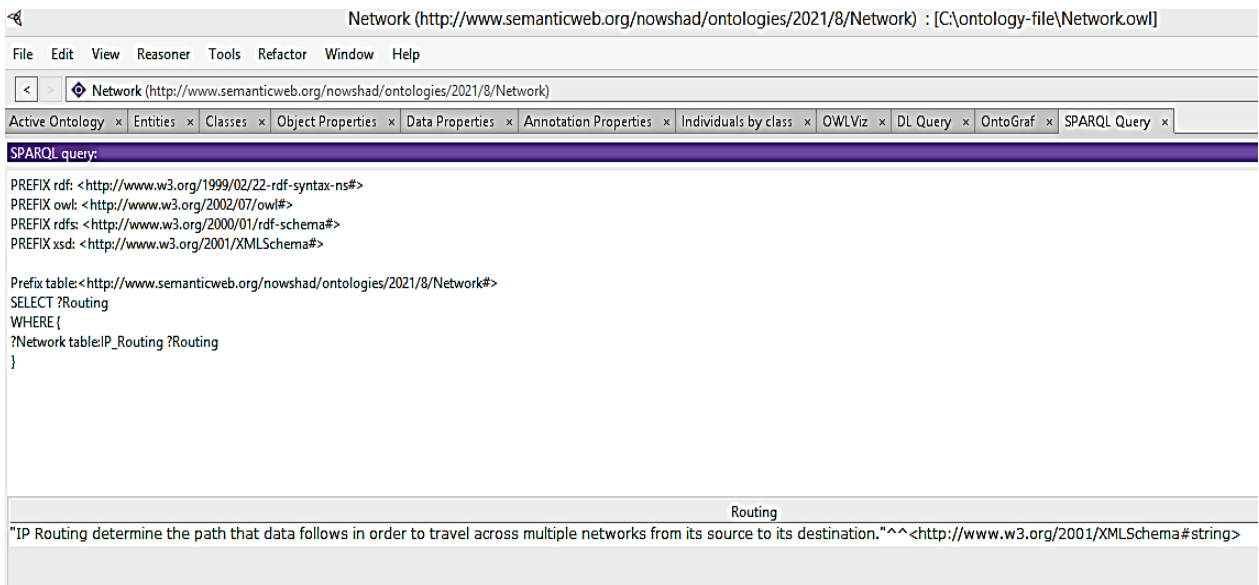 Network (http://www.semanticweb.org/nowshad/ontologies/2021/8/Network) : [C:\ontology-file\Network.owl]
File Edit View Reasoner Tools Refactor Window Help
< > Network (http://www.semanticweb.org/nowshad/ontologies/2021/8/Network)
Active Ontology × Entities × Classes × Object Properties × Data Properties × Annotation Properties × Individuals by class × OWLViz × DL Query × OntoGraf × SPARQL Query ×
SPARQL query:
PREFIX rdf: <http://www.w3.org/1999/02/22-rdf-syntax-ns#>
PREFIX owl: <http://www.w3.org/2002/07/owl#>
PREFIX rdfs: <http://www.w3.org/2000/01/rdf-schema#>
PREFIX xsd: <http://www.w3.org/2001/XMLSchema#>
Prefix table:<http://www.semanticweb.org/nowshad/ontologies/2021/8/Network#>
SELECT ?Routing
WHERE {
?Network table:IP_Routing ?Routing
}
Routing
"IP Routing determine the path that data follows in order to travel across multiple networks from its source to its destination."^^<http://www.w3.org/2001/XMLSchema#string>